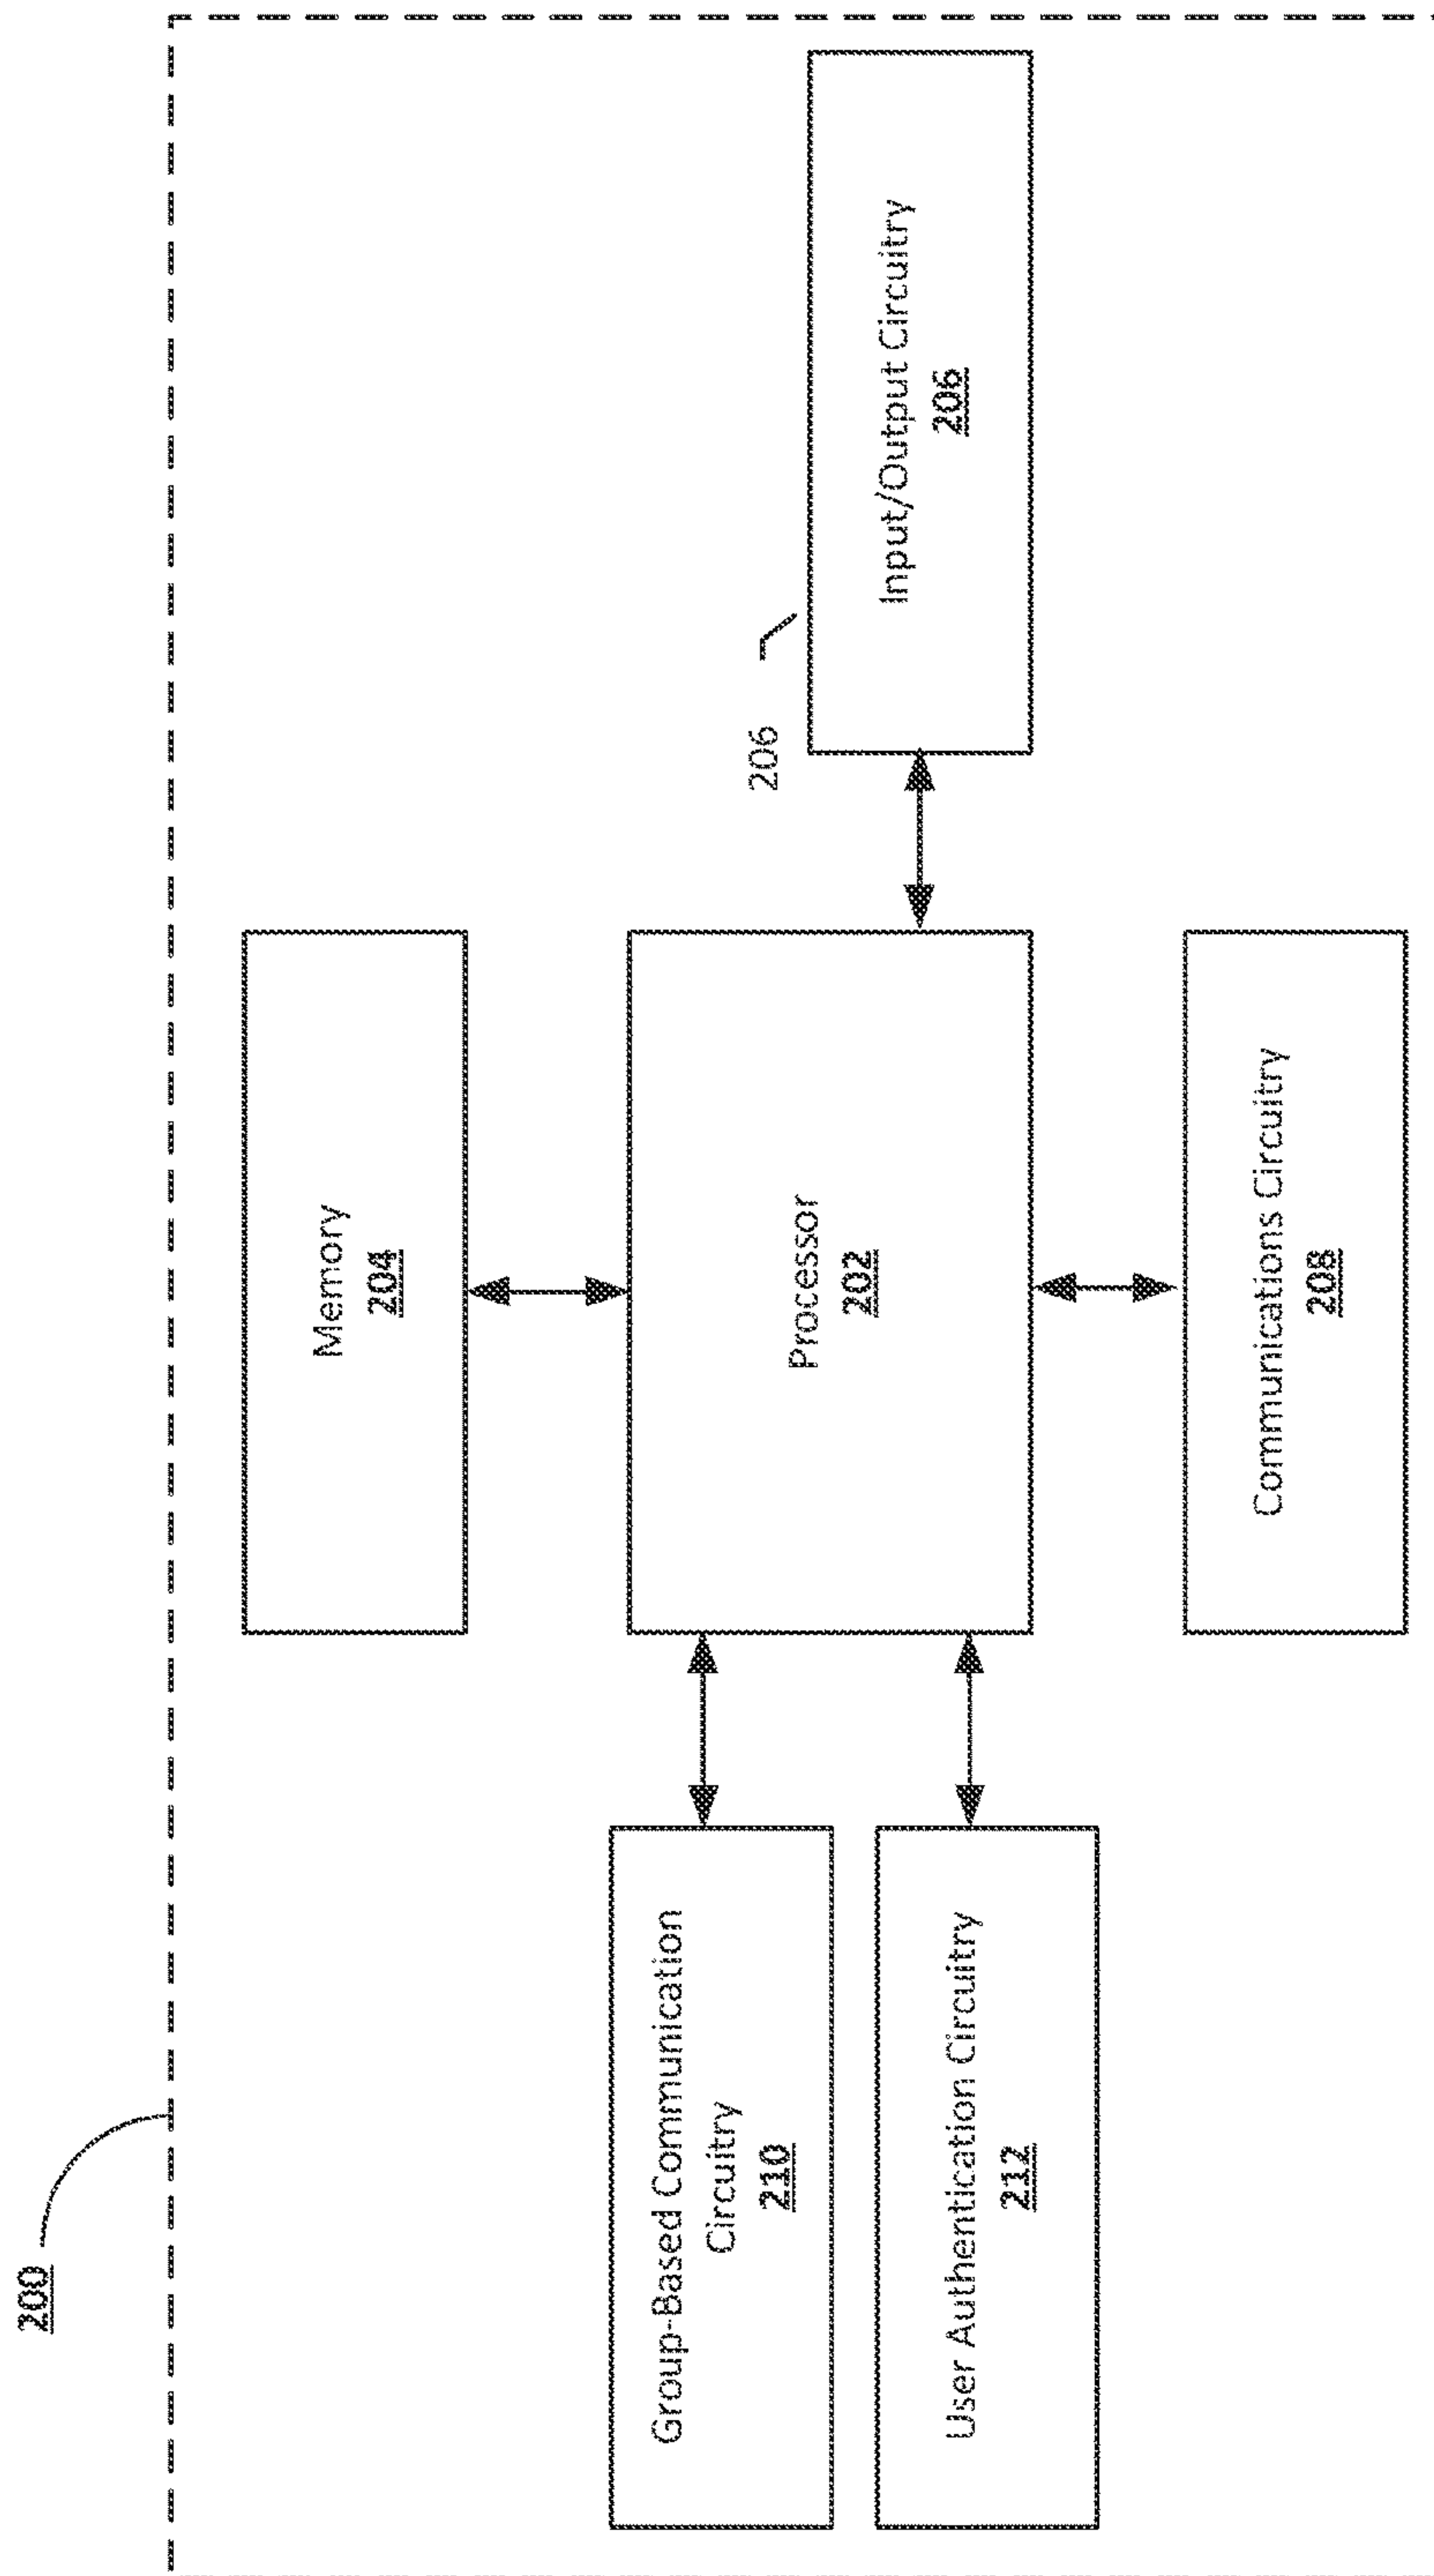 200
Memory
204
Group-Based Communication
Circuitry
210
Processor
202
206
Input/Output Circuitry
206
User Authentication Circuitry
212
Communications Circuitry
208